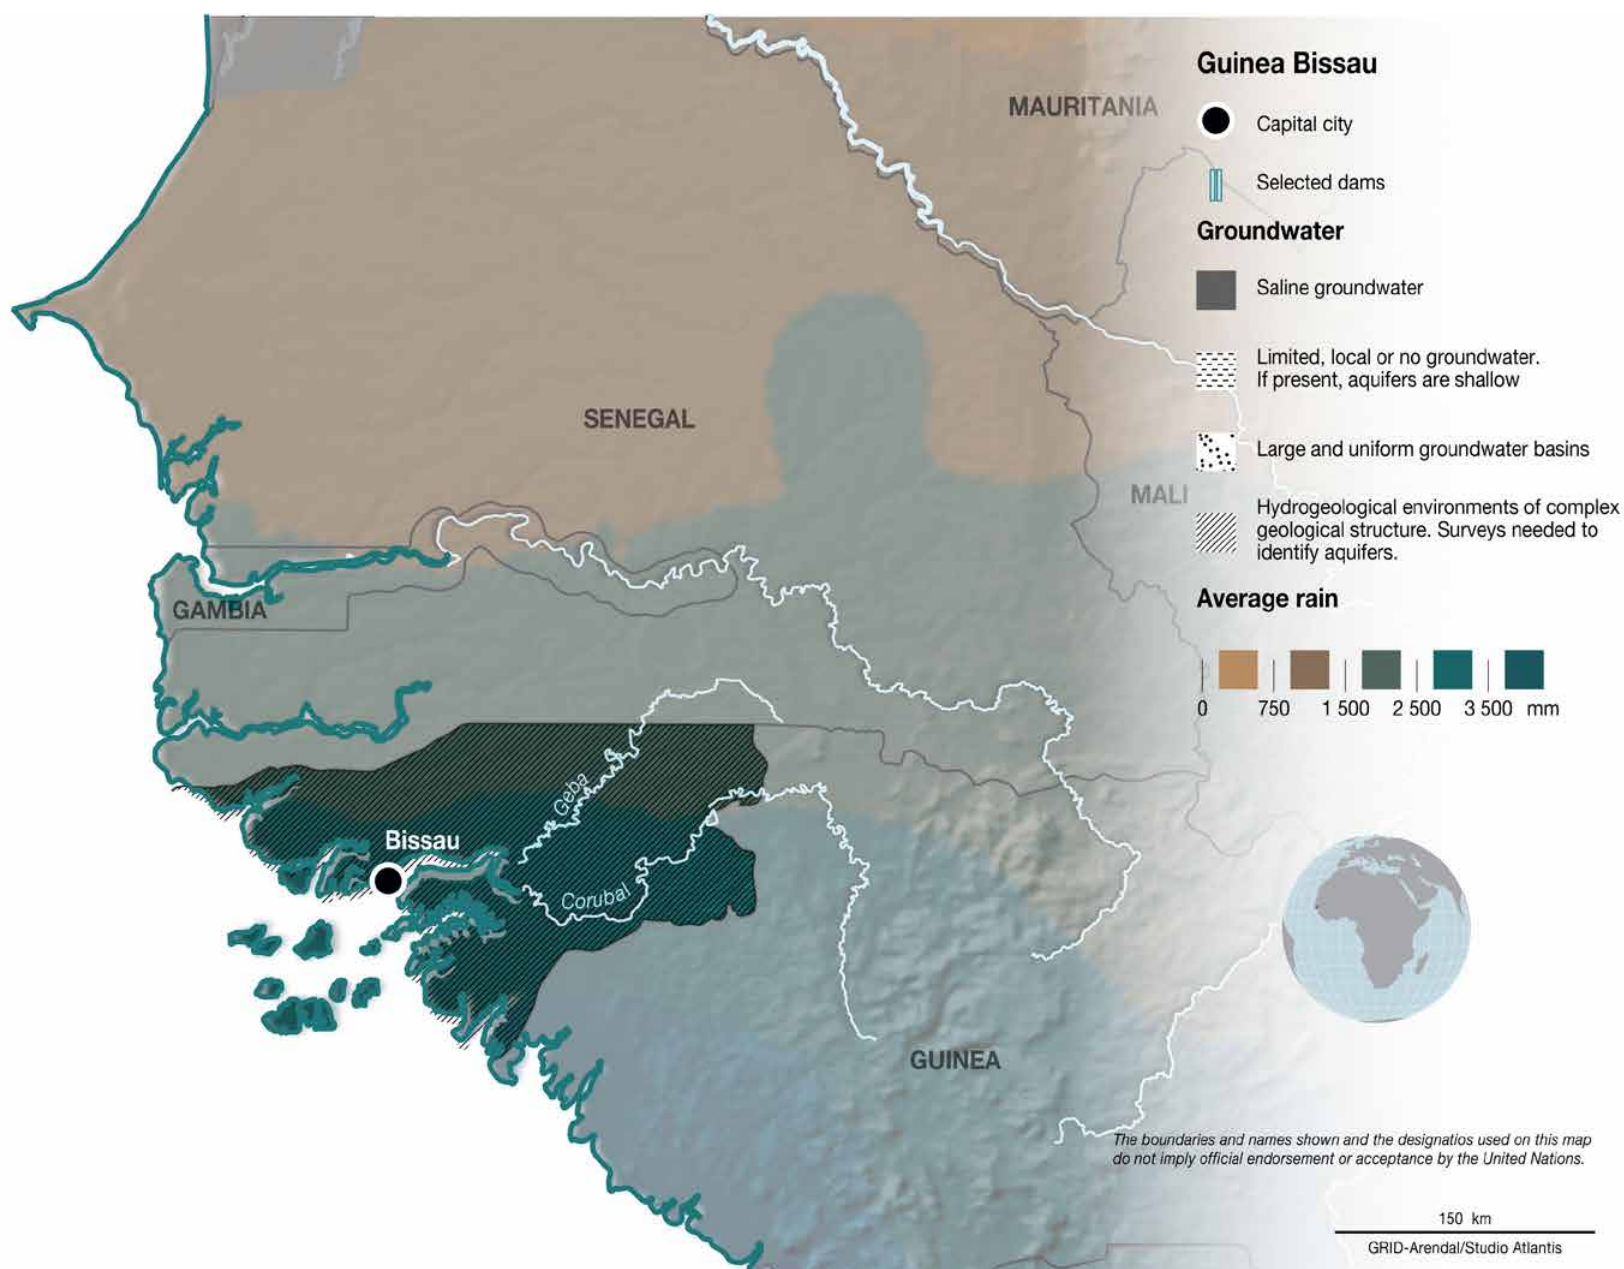 MAURITANIA
SENEGAL
MALI
GAMBIA
Geba
Bissau
Corubal
GUINEA
Guinea Bissau
Capital city
Selected dams
Groundwater
Saline groundwater
Limited, local or no groundwater.
If present, aquifers are shallow
Large and uniform groundwater basins
Hydrogeological environments of complex
geological structure. Surveys needed to
identify aquifers.
Average rain
0 750 1 500 2 500 3 500 mm
The boundaries and names shown and the designatios used on this map
do not imply official endorsement or acceptance by the United Nations.
150 km
GRID-Arendal/Studio Atlantis